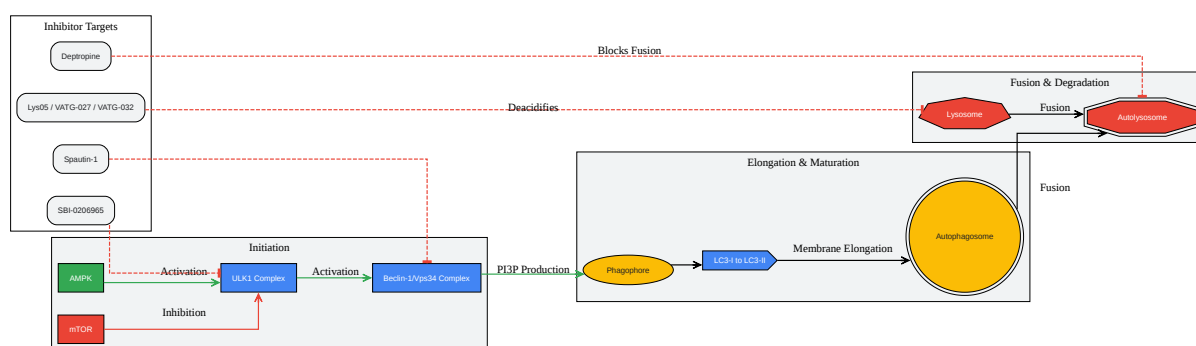 Inhibitor Targets
Deptropine
Blocks Fusion
Fusion & Degradation
Lys05 / VATG-027 / VATG-032
Deacidifies
Lysosome
Fusion
Autolysosome
Spautin-1
Elongation & Maturation
Fusion
SBI-0206965
Autophagosome
Initiation
Membrane Elongation
LC3-I to LC3-II
Phagophore
PI3P Production
AMPK
Activation
ULK1 Complex
Activation
Beclin-1/Vps34 Complex
Inhibition
mTOR